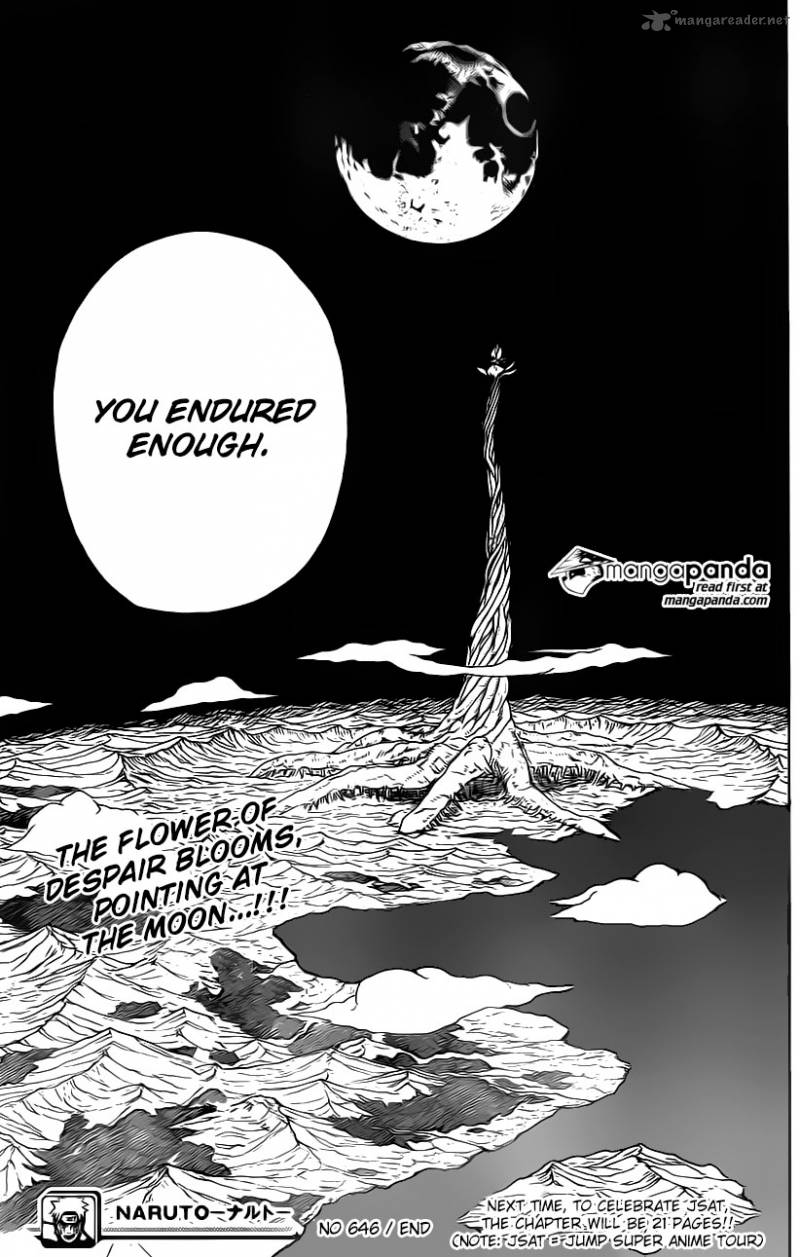 mangareader.net
YOU ENDURED
ENOUGH.
mangapanda
read first at
mangapanda.com
THE FLOWER OF
DESPAIR BLOOMS,
POINTING AT
THE MOON...!!!
NARUTO－ナルト－
NO 646 / END
NEXT TIME, TO CELEBRATE JSAT,
THE CHAPTER WILL BE 21 PAGES!!
(NOTE: JSAT = JUMP SUPER ANIME TOUR)